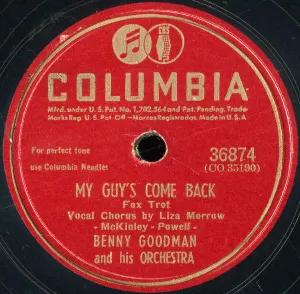 COLUMBIA
Mfrd. under U.S. Pat. No. 1,702,564 and Pat. Pending. Trade-
Marks Reg. U.S. Pat. Off.—Marcas Registradas. Made in U.S.A.
For perfect tone
use Columbia Needles
36874
(CO 35190)
MY GUY'S COME BACK
Fox Trot
Vocal Chorus by Liza Morrow
- McKinley - Powell -
BENNY GOODMAN
and his ORCHESTRA